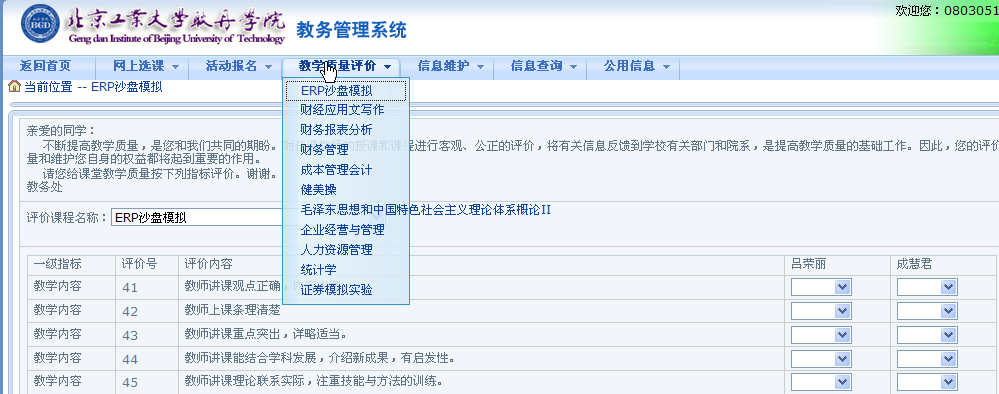 北京工业大学耿丹学院
Geng dan Institute of Beijing University of Technology
教务管理系统
欢迎您：0803051
返回首页 网上选课 活动报名 教学质量评价 信息维护 信息查询 公用信息
当前位置 -- ERP沙盘模拟
ERP沙盘模拟
财经应用文写作
财务报表分析
财务管理
成本管理会计
健美操
毛泽东思想和中国特色社会主义理论体系概论II
企业经营与管理
人力资源管理
统计学
证券模拟实验
亲爱的同学：
不断提高教学质量，是您和我们共同的期盼。对 的授课和课程进行客观、公正的评价，将有关信息反馈到学校有关部门和院系，是提高教学质量的基础工作。因此，您的评价
量和维护您自身的权益都将起到重要的作用。
请您给课堂教学质量按下列指标评价。谢谢。
教务处
评价课程名称：ERP沙盘模拟
一级指标 评价号 评价内容 吕荣丽 成慧君
教学内容 41 教师讲课观点正确，
教学内容 42 教师上课条理清楚
教学内容 43 教师讲课重点突出，详略适当。
教学内容 44 教师讲课能结合学科发展，介绍新成果，有启发性。
教学内容 45 教师讲课理论联系实际，注重技能与方法的训练。